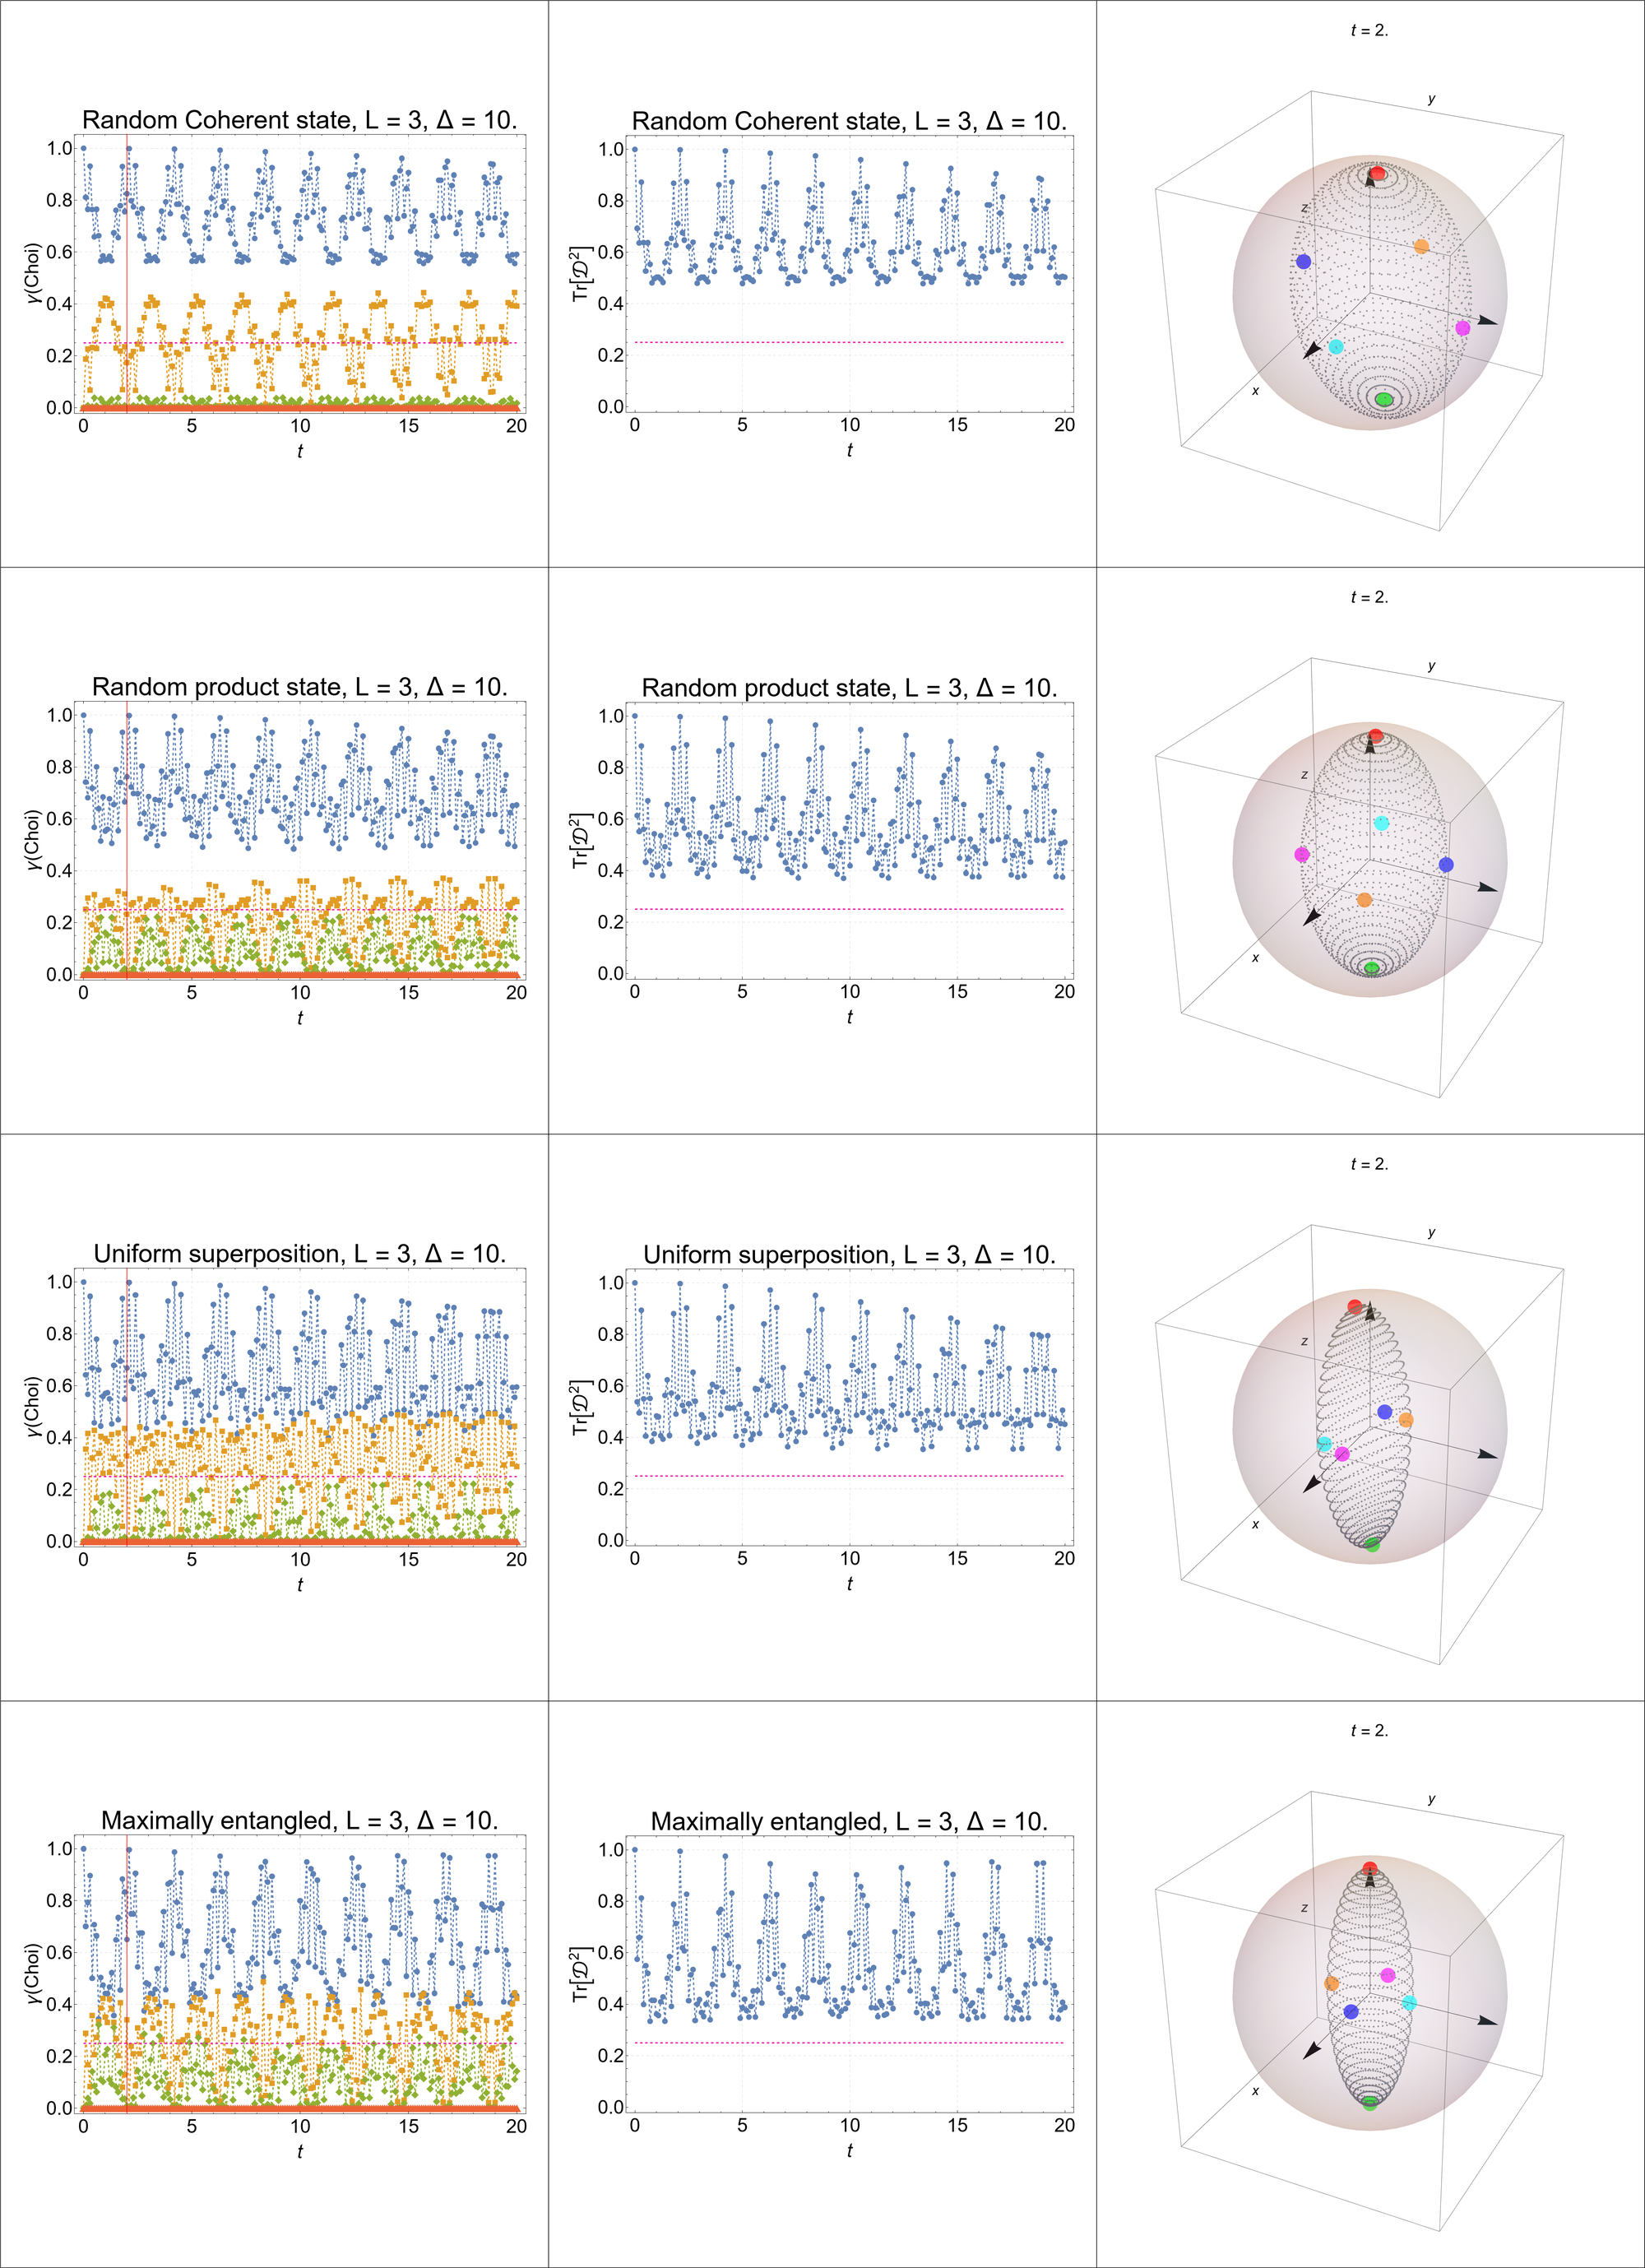 Random Coherent state, L = 3, Δ = 10.
γ(Choi)
1.0
0.8
0.6
0.4
0.2
0.0
0 5 10 15 20
t
Random Coherent state, L = 3, Δ = 10.
Tr[𝒟²]
1.0
0.8
0.6
0.4
0.2
0.0
0 5 10 15 20
t
t = 2.
y
z
x
Random product state, L = 3, Δ = 10.
γ(Choi)
1.0
0.8
0.6
0.4
0.2
0.0
0 5 10 15 20
t
Random product state, L = 3, Δ = 10.
Tr[𝒟²]
1.0
0.8
0.6
0.4
0.2
0.0
0 5 10 15 20
t
t = 2.
y
z
x
Uniform superposition, L = 3, Δ = 10.
γ(Choi)
1.0
0.8
0.6
0.4
0.2
0.0
0 5 10 15 20
t
Uniform superposition, L = 3, Δ = 10.
Tr[𝒟²]
1.0
0.8
0.6
0.4
0.2
0.0
0 5 10 15 20
t
t = 2.
y
z
x
Maximally entangled, L = 3, Δ = 10.
γ(Choi)
1.0
0.8
0.6
0.4
0.2
0.0
0 5 10 15 20
t
Maximally entangled, L = 3, Δ = 10.
Tr[𝒟²]
1.0
0.8
0.6
0.4
0.2
0.0
0 5 10 15 20
t
t = 2.
y
z
x